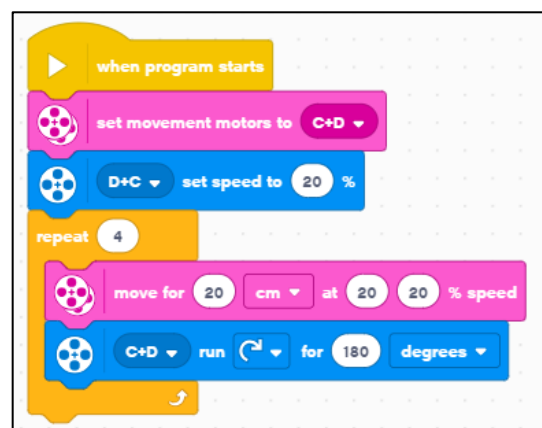 when program starts
set movement motors to C+D
D+C set speed to 20 %
repeat 4
move for 20 cm at 20 20 % speed
C+D run for 180 degrees